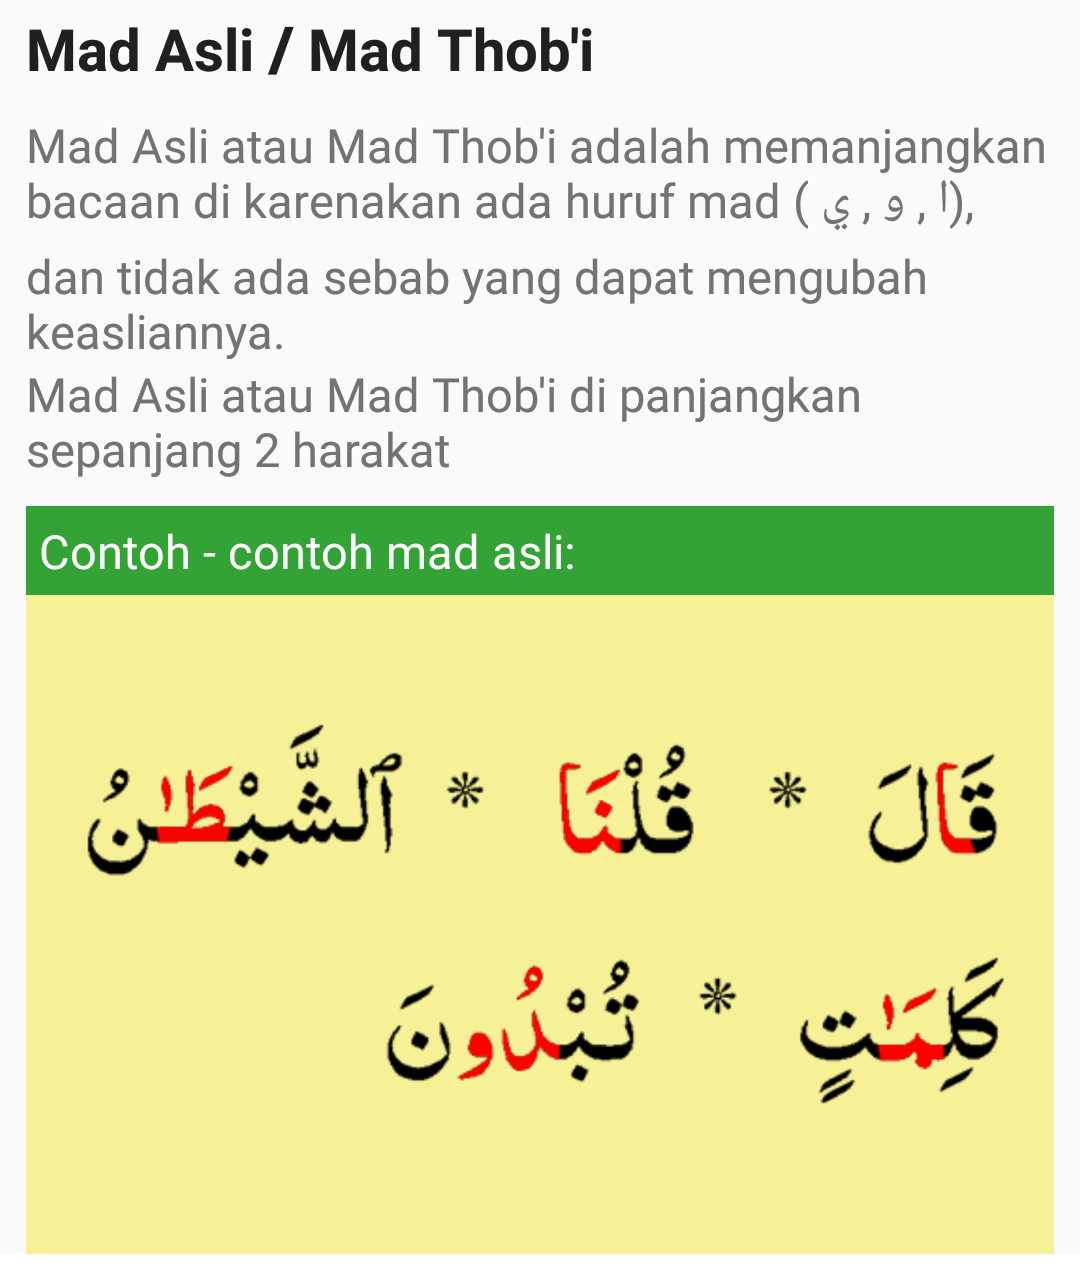 Mad Asli / Mad Thob'i
Mad Asli atau Mad Thob'i adalah memanjangkan
bacaan di karenakan ada huruf mad ( ا , و , ي),
dan tidak ada sebab yang dapat mengubah
keasliannya.
Mad Asli atau Mad Thob'i di panjangkan
sepanjang 2 harakat
Contoh - contoh mad asli:
قَالَ * قُلْنَا * ٱلشَّيْطَـٰنُ
كَلِمَـٰتٍ * تُبْدُونَ